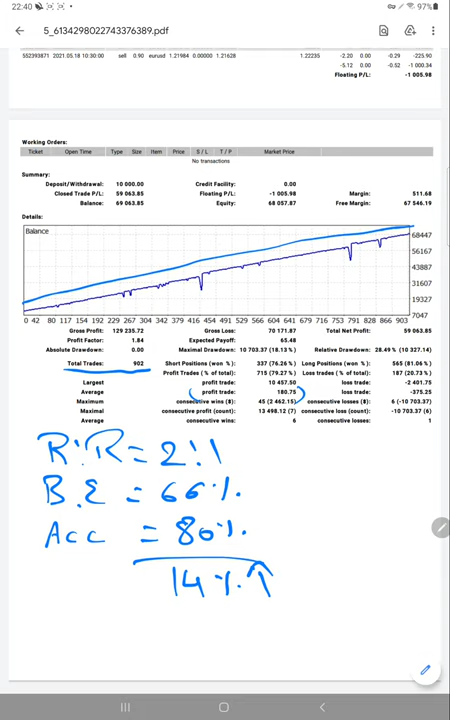 22:40 97%
5_6134298022743376389.pdf
552393871 2021.05.18 10:30:00 sell 0.90 eurusd 1.21984 0.00000 1.21628 1.22235 -2.20 0.00 -0.29 -225.90
-5.12 0.00 -0.52 -1 000.34
Floating P/L: -1 005.98
Working Orders:
Ticket Open Time Type Size Item Price S / L T / P Market Price
No transactions
Summary:
Deposit/Withdrawal: 10 000.00 Credit Facility: 0.00
Closed Trade P/L: 59 063.85 Floating P/L: -1 005.98 Margin: 511.68
Balance: 69 063.85 Equity: 68 057.87 Free Margin: 67 546.19
Details:
Balance
68447
56167
43887
31607
19327
7047
0 42 80 117 154 192 229 267 304 342 379 416 454 491 529 566 604 641 679 716 753 791 828 866 903
Gross Profit: 129 235.72 Gross Loss: 70 171.87 Total Net Profit: 59 063.85
Profit Factor: 1.84 Expected Payoff: 65.48
Absolute Drawdown: 0.00 Maximal Drawdown: 10 703.37 (18.13%) Relative Drawdown: 28.49% (10 327.14)
Total Trades: 902 Short Positions (won %): 337 (76.26%) Long Positions (won %): 565 (81.06%)
Profit Trades (% of total): 715 (79.27%) Loss trades (% of total): 187 (20.73%)
Largest profit trade: 10 457.50 loss trade: -2 401.75
Average profit trade: 180.75 loss trade: -375.25
Maximum consecutive wins ($): 45 (2 462.15) consecutive losses ($): 6 (-10 703.37)
Maximal consecutive profit (count): 13 498.12 (7) consecutive loss (count): -10 703.37 (6)
Average consecutive wins: 6 consecutive losses: 1
R:R = 2:1
B.E = 66%.
Acc = 80%.
14%↑